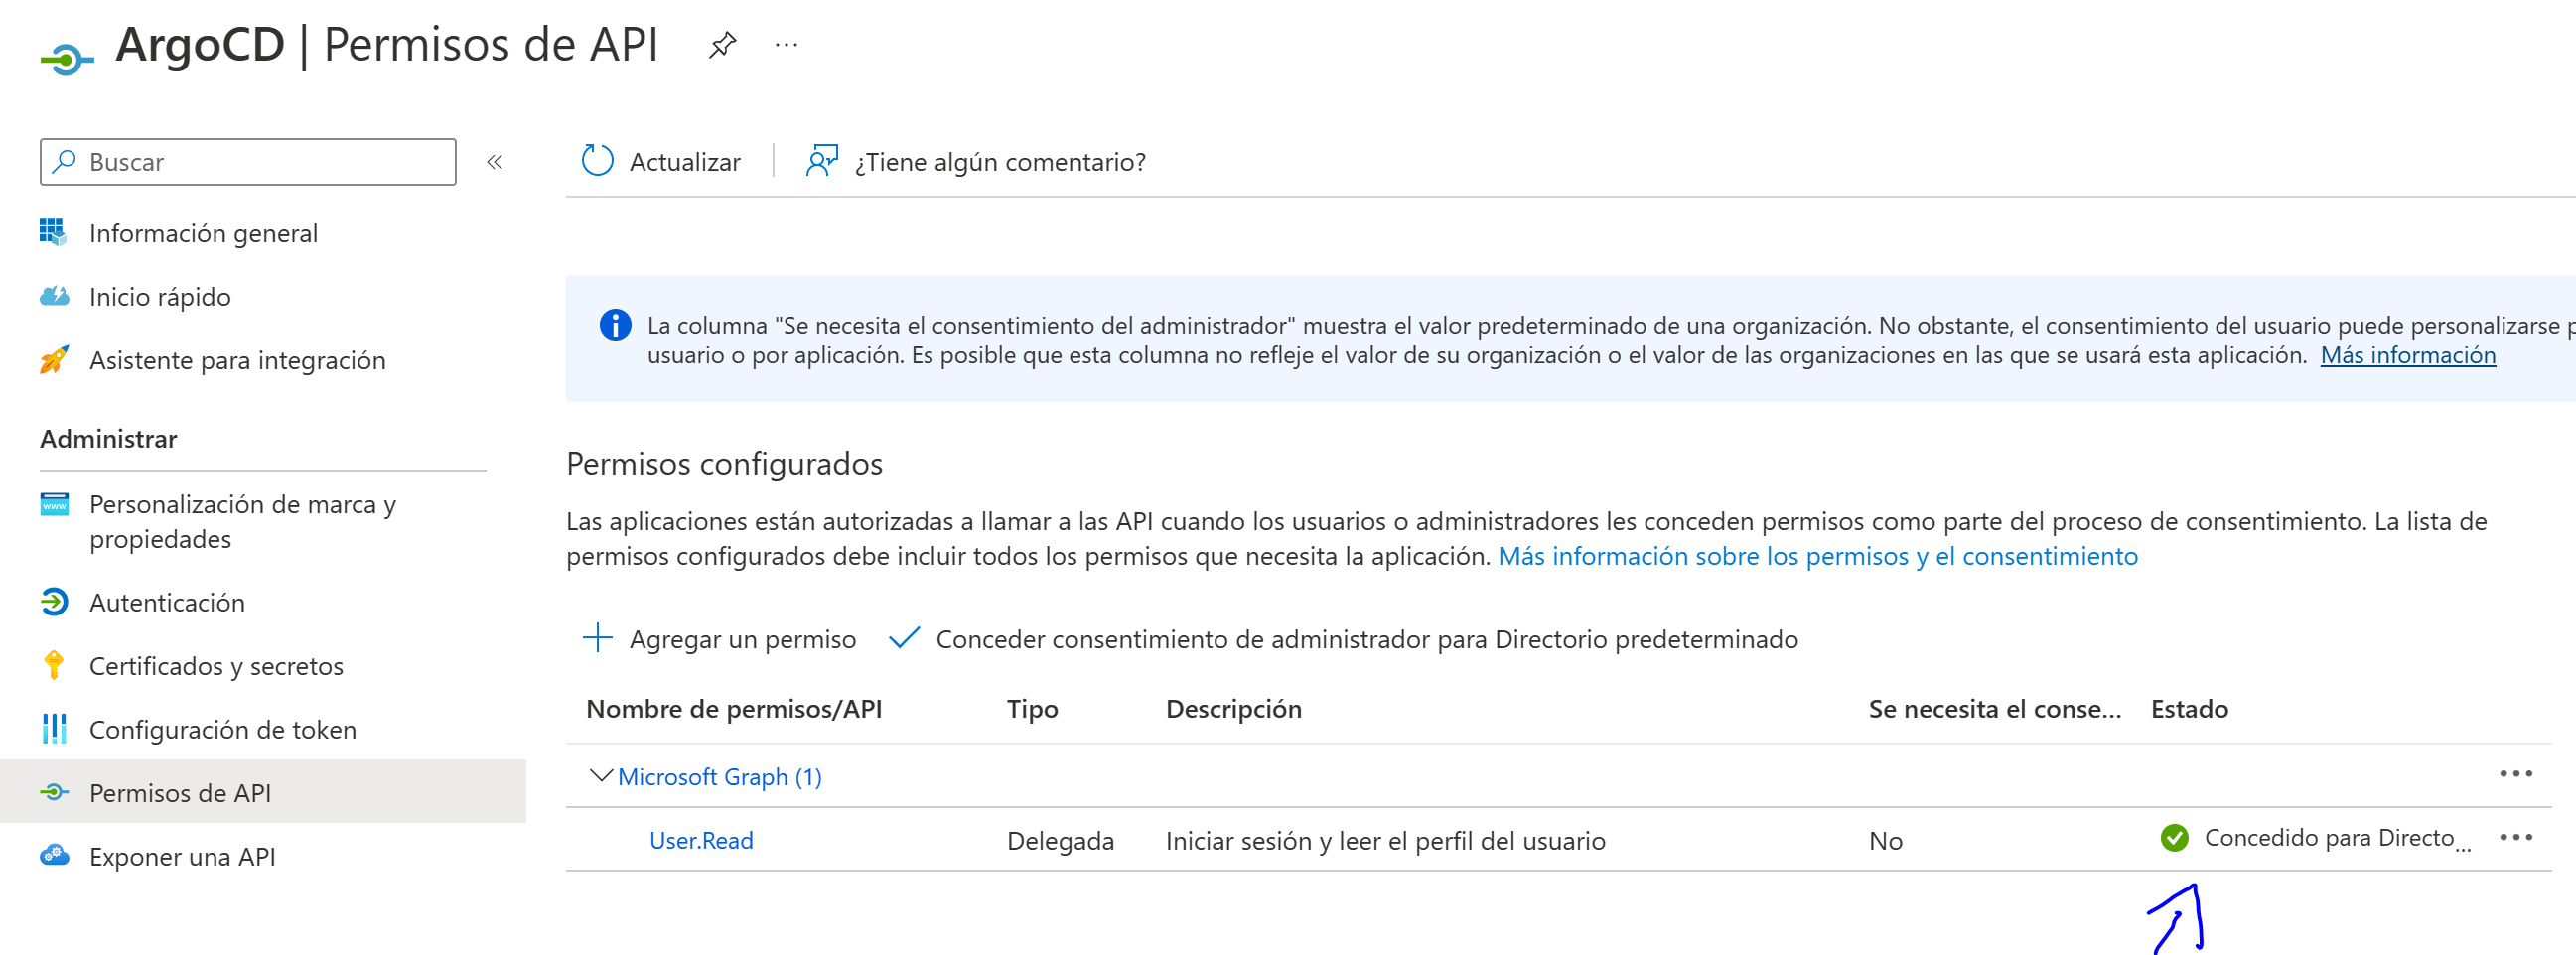 ArgoCD | Permisos de API
Buscar
Actualizar
¿Tiene algún comentario?
Información general
Inicio rápido
Asistente para integración
Administrar
Personalización de marca y
propiedades
Autenticación
Certificados y secretos
Configuración de token
Permisos de API
Exponer una API
La columna "Se necesita el consentimiento del administrador" muestra el valor predeterminado de una organización. No obstante, el consentimiento del usuario puede personalizarse p
usuario o por aplicación. Es posible que esta columna no refleje el valor de su organización o el valor de las organizaciones en las que se usará esta aplicación. Más información
Permisos configurados
Las aplicaciones están autorizadas a llamar a las API cuando los usuarios o administradores les conceden permisos como parte del proceso de consentimiento. La lista de
permisos configurados debe incluir todos los permisos que necesita la aplicación. Más información sobre los permisos y el consentimiento
Agregar un permiso
Conceder consentimiento de administrador para Directorio predeterminado
Nombre de permisos/API Tipo Descripción Se necesita el conse... Estado
Microsoft Graph (1)
User.Read Delegada Iniciar sesión y leer el perfil del usuario No Concedido para Directo...